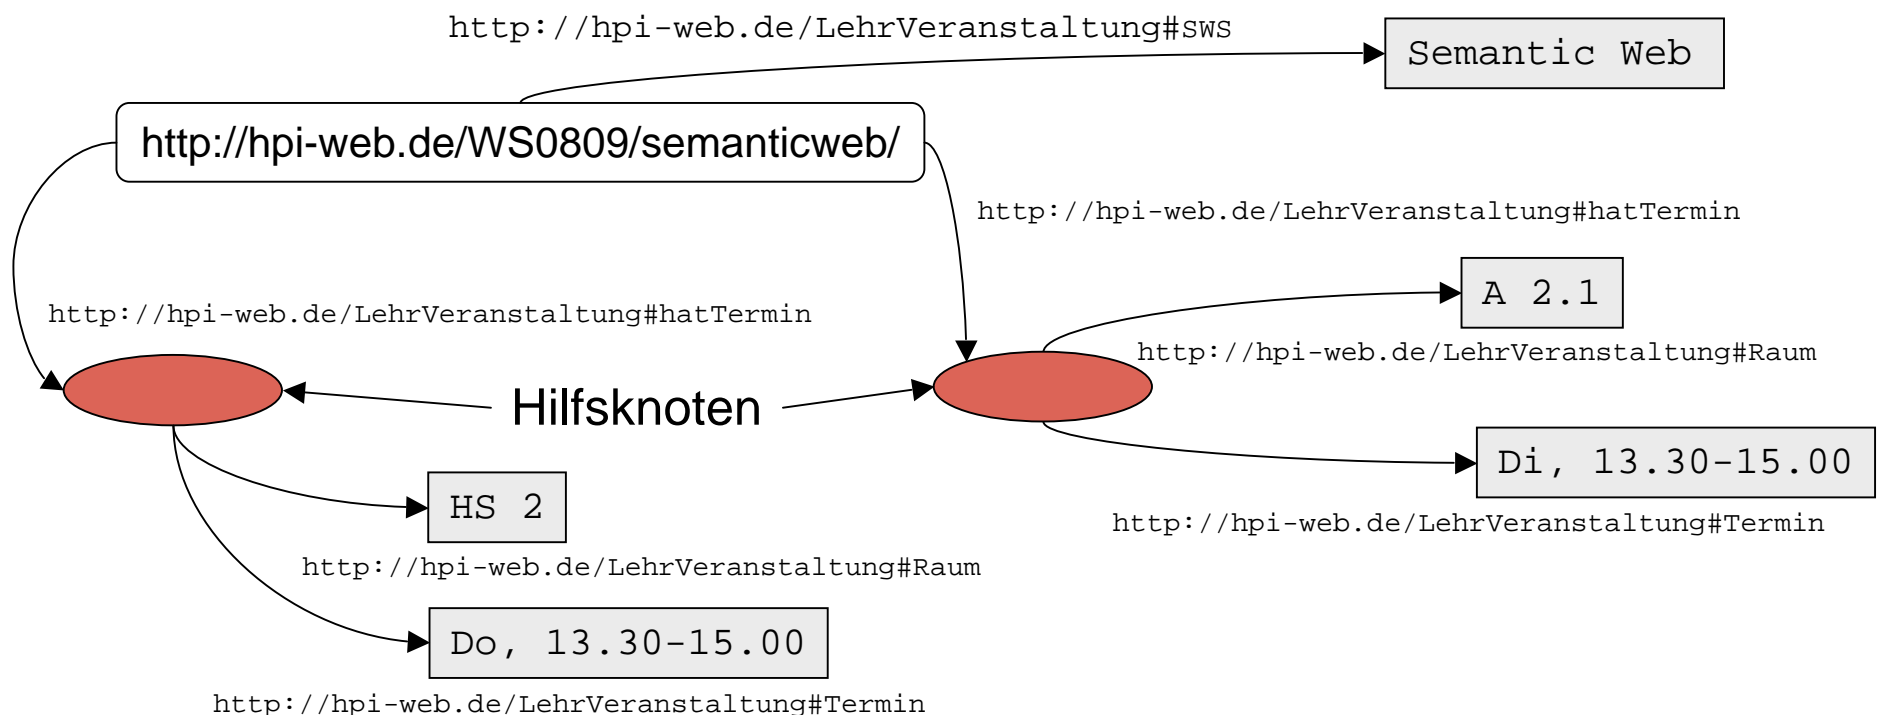 http://hpi-web.de/LehrVeranstaltung#SWS
Semantic Web
http://hpi-web.de/WS0809/semanticweb/
http://hpi-web.de/LehrVeranstaltung#hatTermin
A 2.1
http://hpi-web.de/LehrVeranstaltung#hatTermin
http://hpi-web.de/LehrVeranstaltung#Raum
Hilfsknoten
Di, 13.30-15.00
HS 2
http://hpi-web.de/LehrVeranstaltung#Termin
http://hpi-web.de/LehrVeranstaltung#Raum
Do, 13.30-15.00
http://hpi-web.de/LehrVeranstaltung#Termin